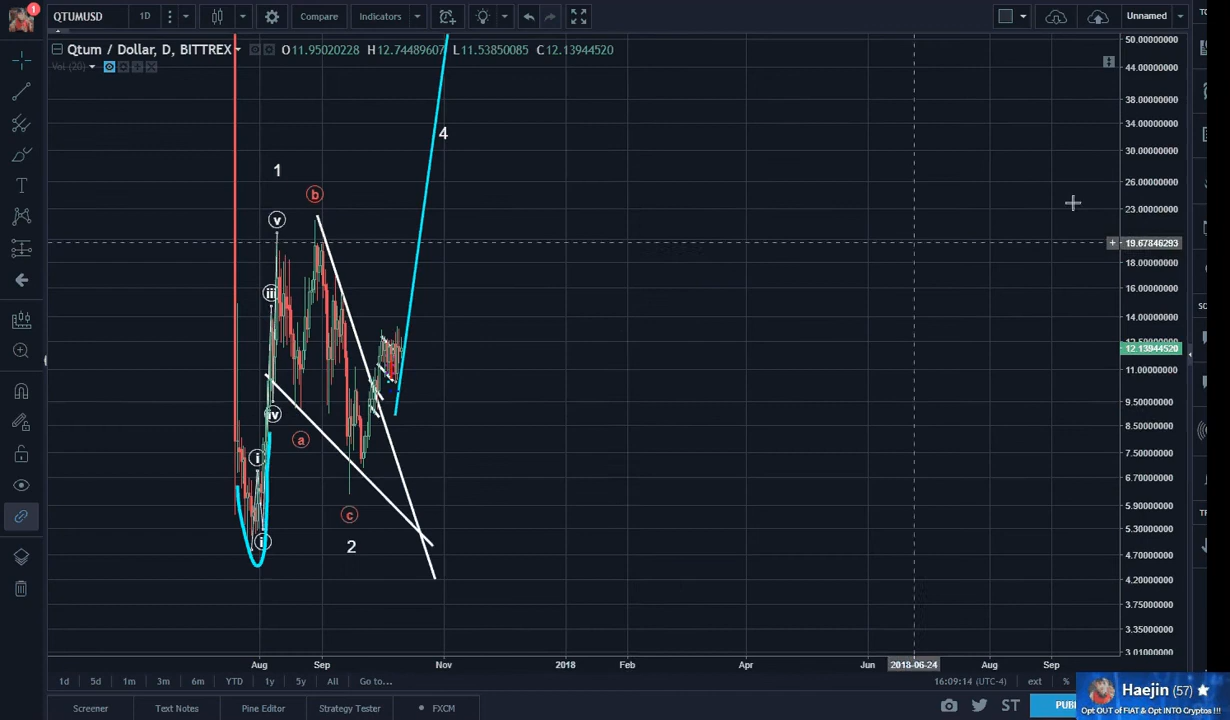 1
QTUMUSD 1D Compare Indicators Unnamed
Qtum / Dollar, D, BITTREX O11.95020228 H12.74489607 L11.53850085 C12.13944520
Vol (20)
50.00000000
44.00000000
38.00000000
4
34.00000000
30.00000000
1
26.00000000
b
23.00000000
v
19.67846293
18.00000000
iii
16.00000000
14.00000000
12.13944520
11.00000000
9.50000000
iv
8.50000000
a
i
7.50000000
6.70000000
c
5.30000000
2
4.70000000
4.20000000
3.75000000
3.35000000
3.01000000
Aug Sep Nov 2018 Feb Apr Jun 2018-06-24 Aug Sep
1d 5d 1m 3m 6m YTD 1y 5y All Go to... 16:09:14 (UTC-4) ext %
Screener Text Notes Pine Editor Strategy Tester FXCM ST PUB
Haejin (57)
Opt OUT of FIAT & Opt INTO Cryptos !!!